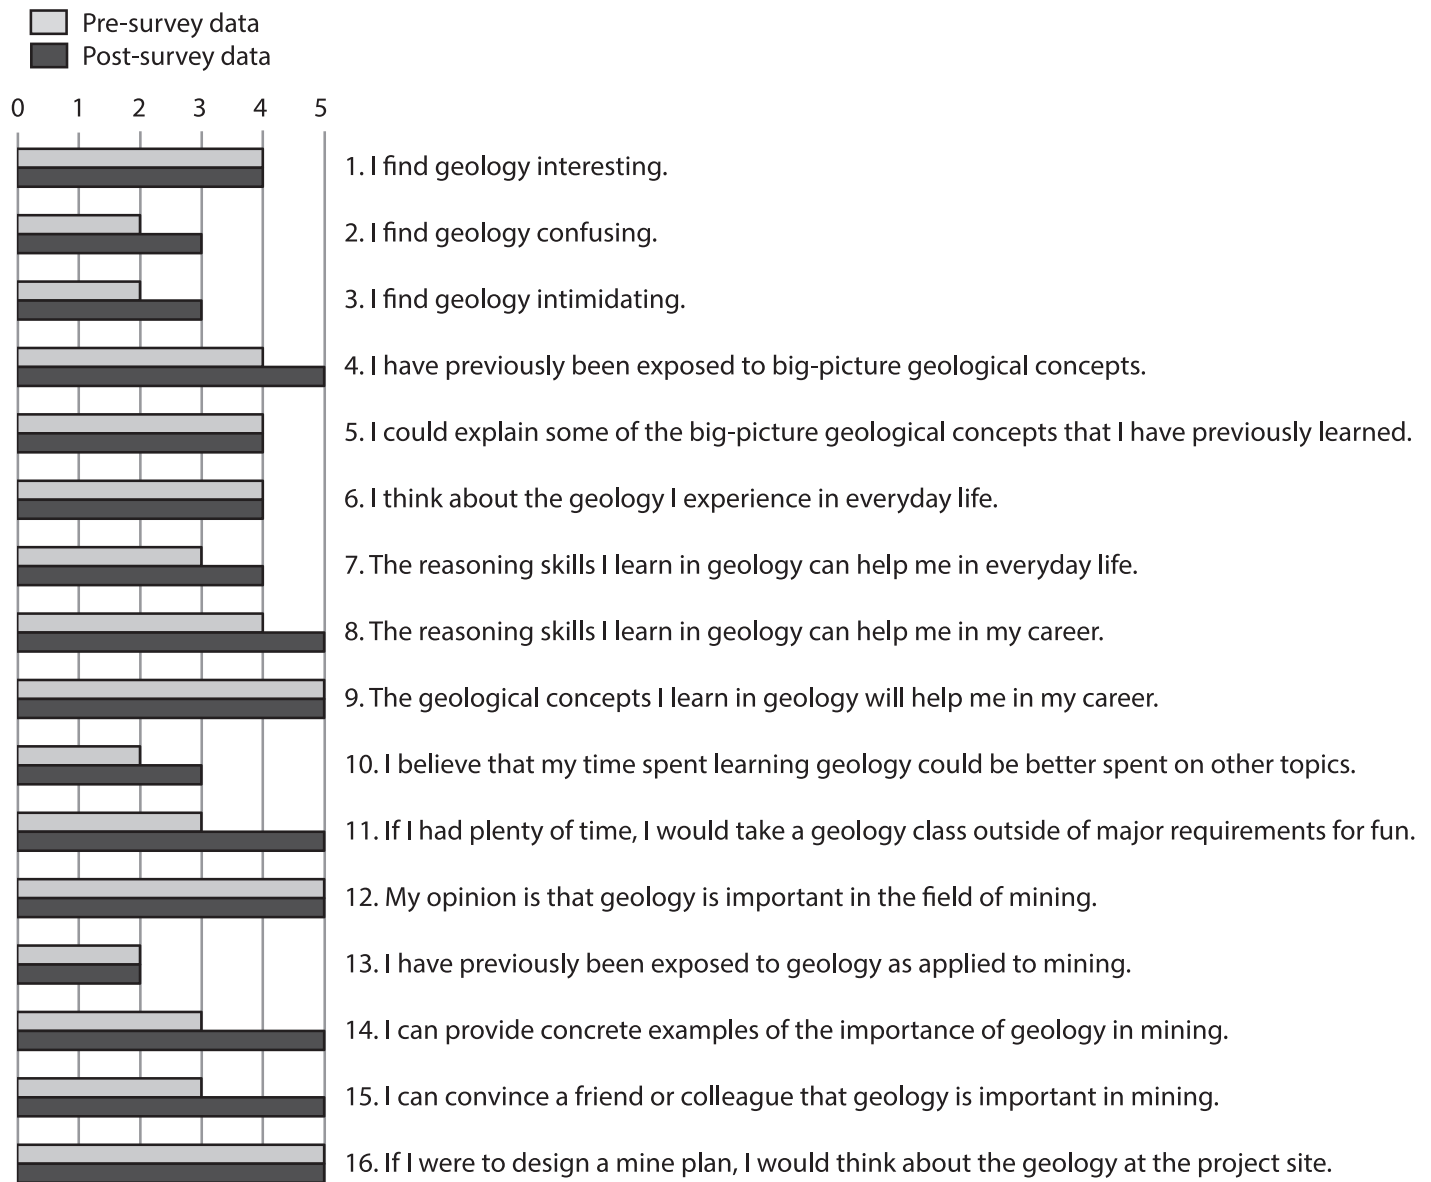 Pre-survey data
Post-survey data
0 1 2 3 4 5
1. I find geology interesting.
2. I find geology confusing.
3. I find geology intimidating.
4. I have previously been exposed to big-picture geological concepts.
5. I could explain some of the big-picture geological concepts that I have previously learned.
6. I think about the geology I experience in everyday life.
7. The reasoning skills I learn in geology can help me in everyday life.
8. The reasoning skills I learn in geology can help me in my career.
9. The geological concepts I learn in geology will help me in my career.
10. I believe that my time spent learning geology could be better spent on other topics.
11. If I had plenty of time, I would take a geology class outside of major requirements for fun.
12. My opinion is that geology is important in the field of mining.
13. I have previously been exposed to geology as applied to mining.
14. I can provide concrete examples of the importance of geology in mining.
15. I can convince a friend or colleague that geology is important in mining.
16. If I were to design a mine plan, I would think about the geology at the project site.